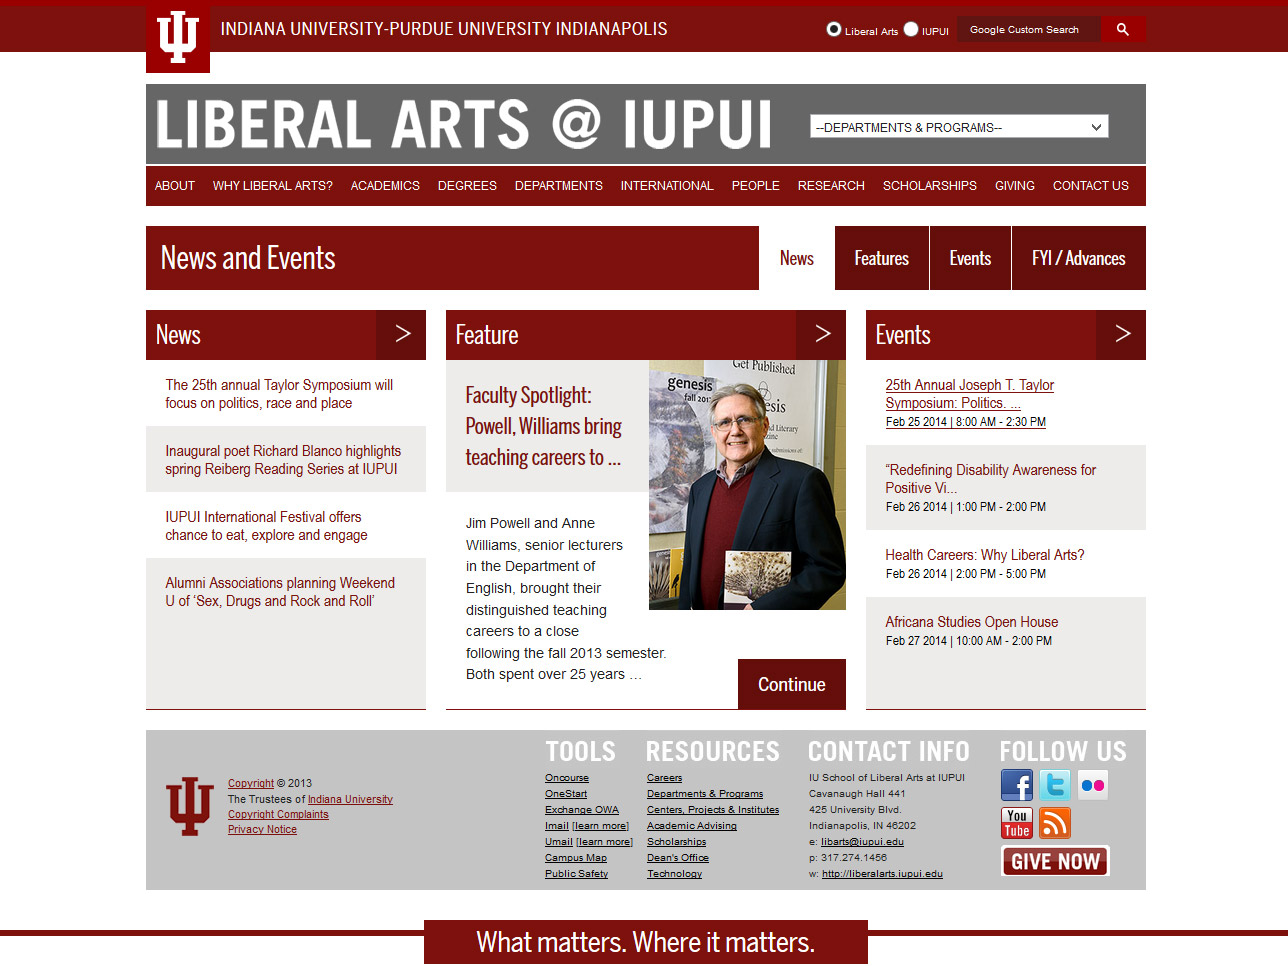 INDIANA UNIVERSITY-PURDUE UNIVERSITY INDIANAPOLIS
Liberal Arts
IUPUI
Google Custom Search
LIBERAL ARTS @ IUPUI
--DEPARTMENTS & PROGRAMS--
ABOUT WHY LIBERAL ARTS? ACADEMICS DEGREES DEPARTMENTS INTERNATIONAL PEOPLE RESEARCH SCHOLARSHIPS GIVING CONTACT US
News and Events
News Features Events FYI / Advances
News >
The 25th annual Taylor Symposium will
focus on politics, race and place
Inaugural poet Richard Blanco highlights
spring Reiberg Reading Series at IUPUI
IUPUI International Festival offers
chance to eat, explore and engage
Alumni Associations planning Weekend
U of ‘Sex, Drugs and Rock and Roll’
Feature >
Faculty Spotlight:
Powell, Williams bring
teaching careers to ...
Get Published
genesis
fall 201
Jim Powell and Anne
Williams, senior lecturers
in the Department of
English, brought their
distinguished teaching
careers to a close
following the fall 2013 semester.
Both spent over 25 years …
Continue
Events >
25th Annual Joseph T. Taylor
Symposium: Politics. ...
Feb 25 2014 | 8:00 AM - 2:30 PM
“Redefining Disability Awareness for
Positive Vi...
Feb 26 2014 | 1:00 PM - 2:00 PM
Health Careers: Why Liberal Arts?
Feb 26 2014 | 2:00 PM - 5:00 PM
Africana Studies Open House
Feb 27 2014 | 10:00 AM - 2:00 PM
Copyright © 2013
The Trustees of Indiana University
Copyright Complaints
Privacy Notice
TOOLS
Oncourse
OneStart
Exchange OWA
Imail [learn more]
Umail [learn more]
Campus Map
Public Safety
RESOURCES
Careers
Departments & Programs
Centers, Projects & Institutes
Academic Advising
Scholarships
Dean's Office
Technology
CONTACT INFO
IU School of Liberal Arts at IUPUI
Cavanaugh Hall 441
425 University Blvd.
Indianapolis, IN 46202
e: libarts@iupui.edu
p: 317.274.1456
w: http://liberalarts.iupui.edu
FOLLOW US
You
Tube
GIVE NOW
What matters. Where it matters.